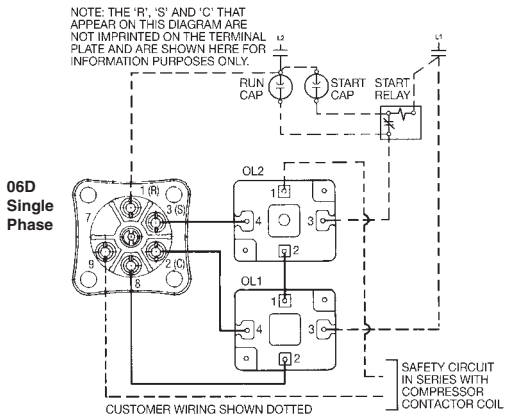 NOTE: THE 'R', 'S' AND 'C' THAT
APPEAR ON THIS DIAGRAM ARE
NOT IMPRINTED ON THE TERMINAL
PLATE AND ARE SHOWN HERE FOR
INFORMATION PURPOSES ONLY.
L2
L1
RUN
CAP
START
CAP
START
RELAY
06D
Single
Phase
1 (R)
3 (S)
7
9
2 (C)
8
OL2
1
4
3
2
OL1
1
4
3
2
SAFETY CIRCUIT
IN SERIES WITH
COMPRESSOR
CONTACTOR COIL
CUSTOMER WIRING SHOWN DOTTED